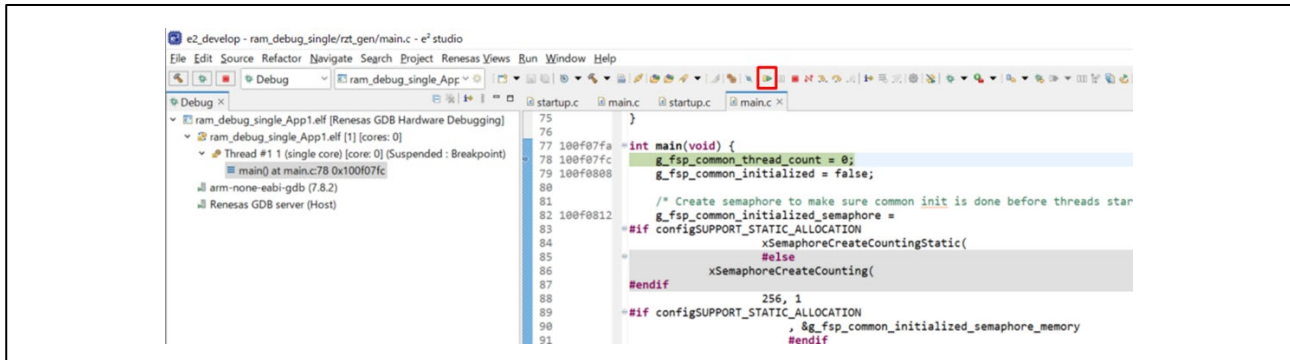 e2_develop - ram_debug_single/rzt_gen/main.c - e² studio
File Edit Source Refactor Navigate Search Project Renesas Views Run Window Help
Debug
ram_debug_single_App
Debug
startup.c main.c startup.c main.c
ram_debug_single_App1.elf [Renesas GDB Hardware Debugging]
ram_debug_single_App1.elf [1] [cores: 0]
Thread #1 1 (single core) [core: 0] (Suspended : Breakpoint)
main() at main.c:78 0x100f07fc
arm-none-eabi-gdb (7.8.2)
Renesas GDB server (Host)
75 }
76
77 100f07fa int main(void) {
78 100f07fc g_fsp_common_thread_count = 0;
79 100f0808 g_fsp_common_initialized = false;
80
81 /* Create semaphore to make sure common init is done before threads star
82 100f0812 g_fsp_common_initialized_semaphore =
83 #if configSUPPORT_STATIC_ALLOCATION
84 xSemaphoreCreateCountingStatic(
85 #else
86 xSemaphoreCreateCounting(
87 #endif
88 256, 1
89 #if configSUPPORT_STATIC_ALLOCATION
90 , &g_fsp_common_initialized_semaphore_memory
91 #endif